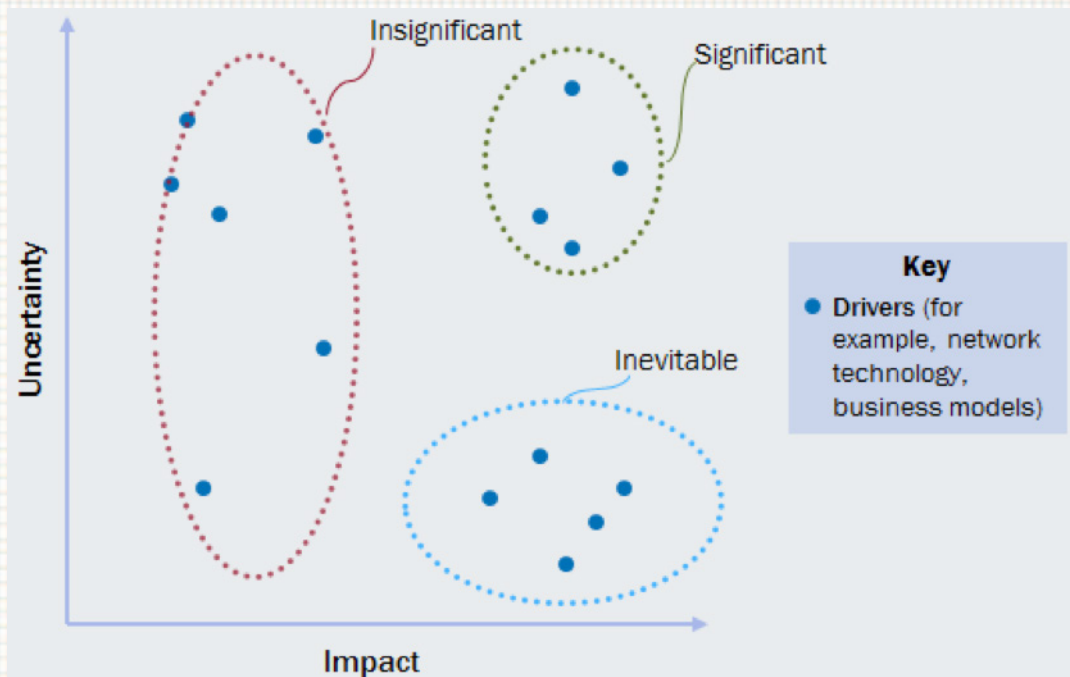 Insignificant
Significant
Uncertainty
Key
Drivers (for
example, network
technology,
business models)
Inevitable
Impact